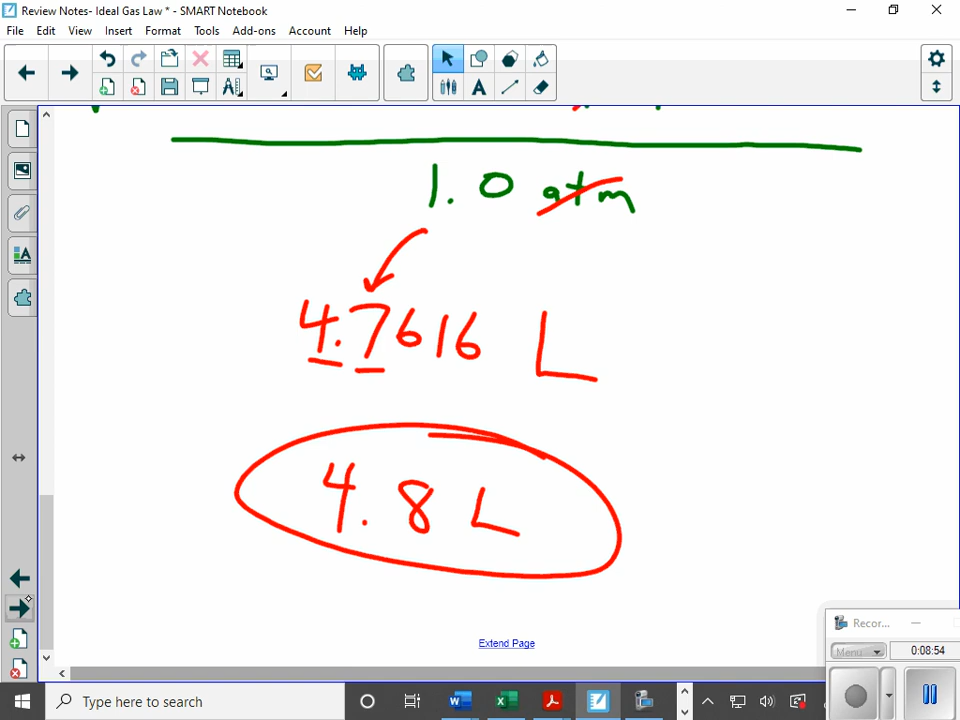 Review Notes- Ideal Gas Law * - SMART Notebook
File Edit View Insert Format Tools Add-ons Account Help
1.0 atm
4.7616 L
4.8 L
Extend Page
Recor...
Menu
0:08:54
Type here to search